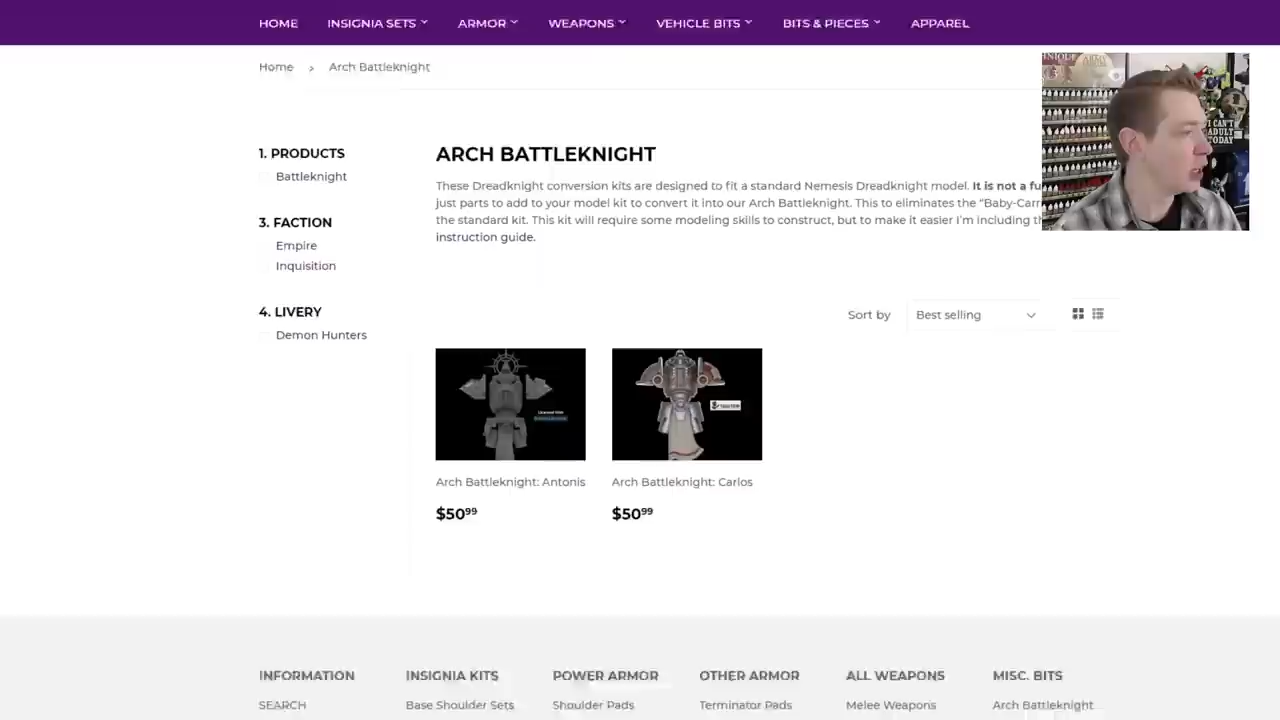 HOME INSIGNIA SETS ARMOR WEAPONS VEHICLE BITS BITS & PIECES APPAREL
Home › Arch Battleknight
1. PRODUCTS
Battleknight
3. FACTION
Empire
Inquisition
4. LIVERY
Demon Hunters
ARCH BATTLEKNIGHT
These Dreadknight conversion kits are designed to fit a standard Nemesis Dreadknight model. It is not a fu
just parts to add to your model kit to convert it into our Arch Battleknight. This to eliminates the "Baby-Carr
the standard kit. This kit will require some modeling skills to construct, but to make it easier I'm including th
instruction guide.
I CAN'T
ADULT
TODAY
Sort by Best selling
Arch Battleknight: Antonis
$50.99
Arch Battleknight: Carlos
$50.99
INFORMATION INSIGNIA KITS POWER ARMOR OTHER ARMOR ALL WEAPONS MISC. BITS
SEARCH Base Shoulder Sets Shoulder Pads Terminator Pads Melee Weapons Arch Battleknight